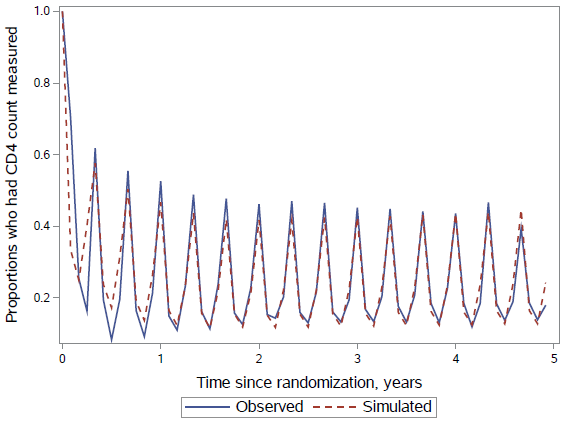 Proportions who had CD4 count measured
1.0
0.8
0.6
0.4
0.2
0 1 2 3 4 5
Time since randomization, years
Observed Simulated